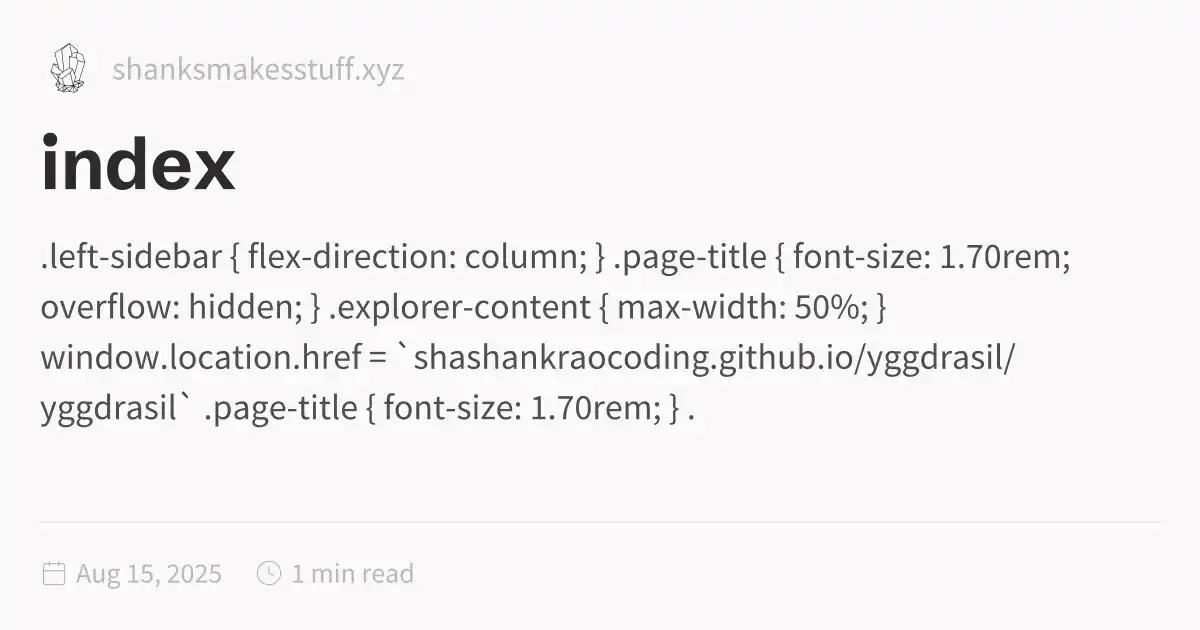 shanksmakesstuff.xyz
index
.left-sidebar { flex-direction: column; } .page-title { font-size: 1.70rem;
overflow: hidden; } .explorer-content { max-width: 50%; }
window.location.href = `shashankraocoding.github.io/yggdrasil/
yggdrasil` .page-title { font-size: 1.70rem; } .
Aug 15, 2025 1 min read